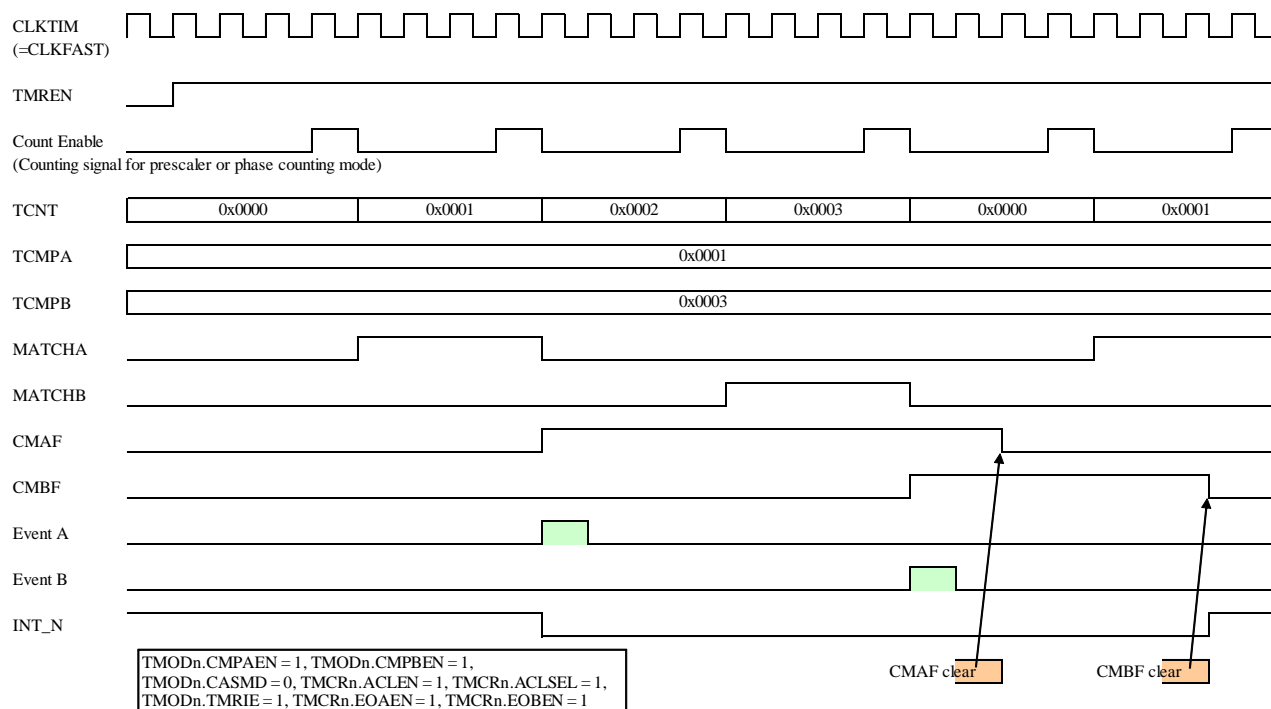 CLKTIM
(=CLKFAST)
TMREN
Count Enable
(Counting signal for prescaler or phase counting mode)
TCNT 0x0000 0x0001 0x0002 0x0003 0x0000 0x0001
TCMPA 0x0001
TCMPB 0x0003
MATCHA
MATCHB
CMAF
CMBF
Event A
Event B
INT_N
TMODn.CMPAEN = 1, TMODn.CMPBEN = 1,
TMODn.CASMD = 0, TMCRn.ACLEN = 1, TMCRn.ACLSEL = 1,
TMODn.TMRIE = 1, TMCRn.EOAEN = 1, TMCRn.EOBEN = 1
CMAF clear CMBF clear